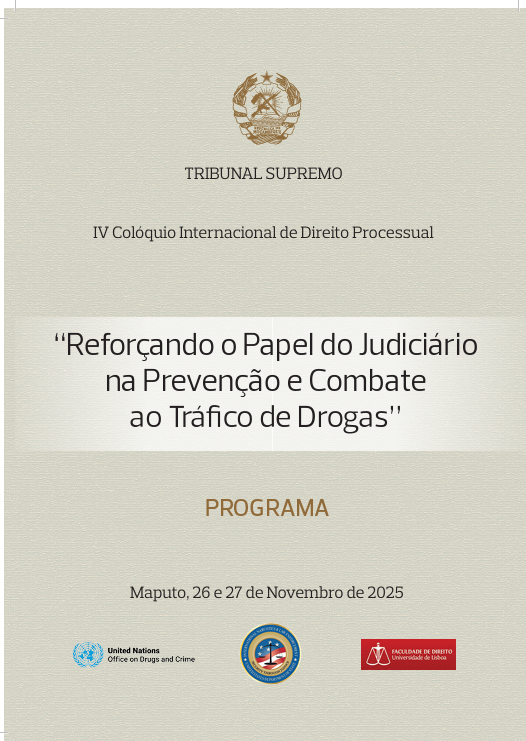 TRIBUNAL SUPREMO
IV Colóquio Internacional de Direito Processual
“Reforçando o Papel do Judiciário
na Prevenção e Combate
ao Tráfico de Drogas”
PROGRAMA
Maputo, 26 e 27 de Novembro de 2025
United Nations
Office on Drugs and Crime
FACULDADE DE DIREITO
Universidade de Lisboa